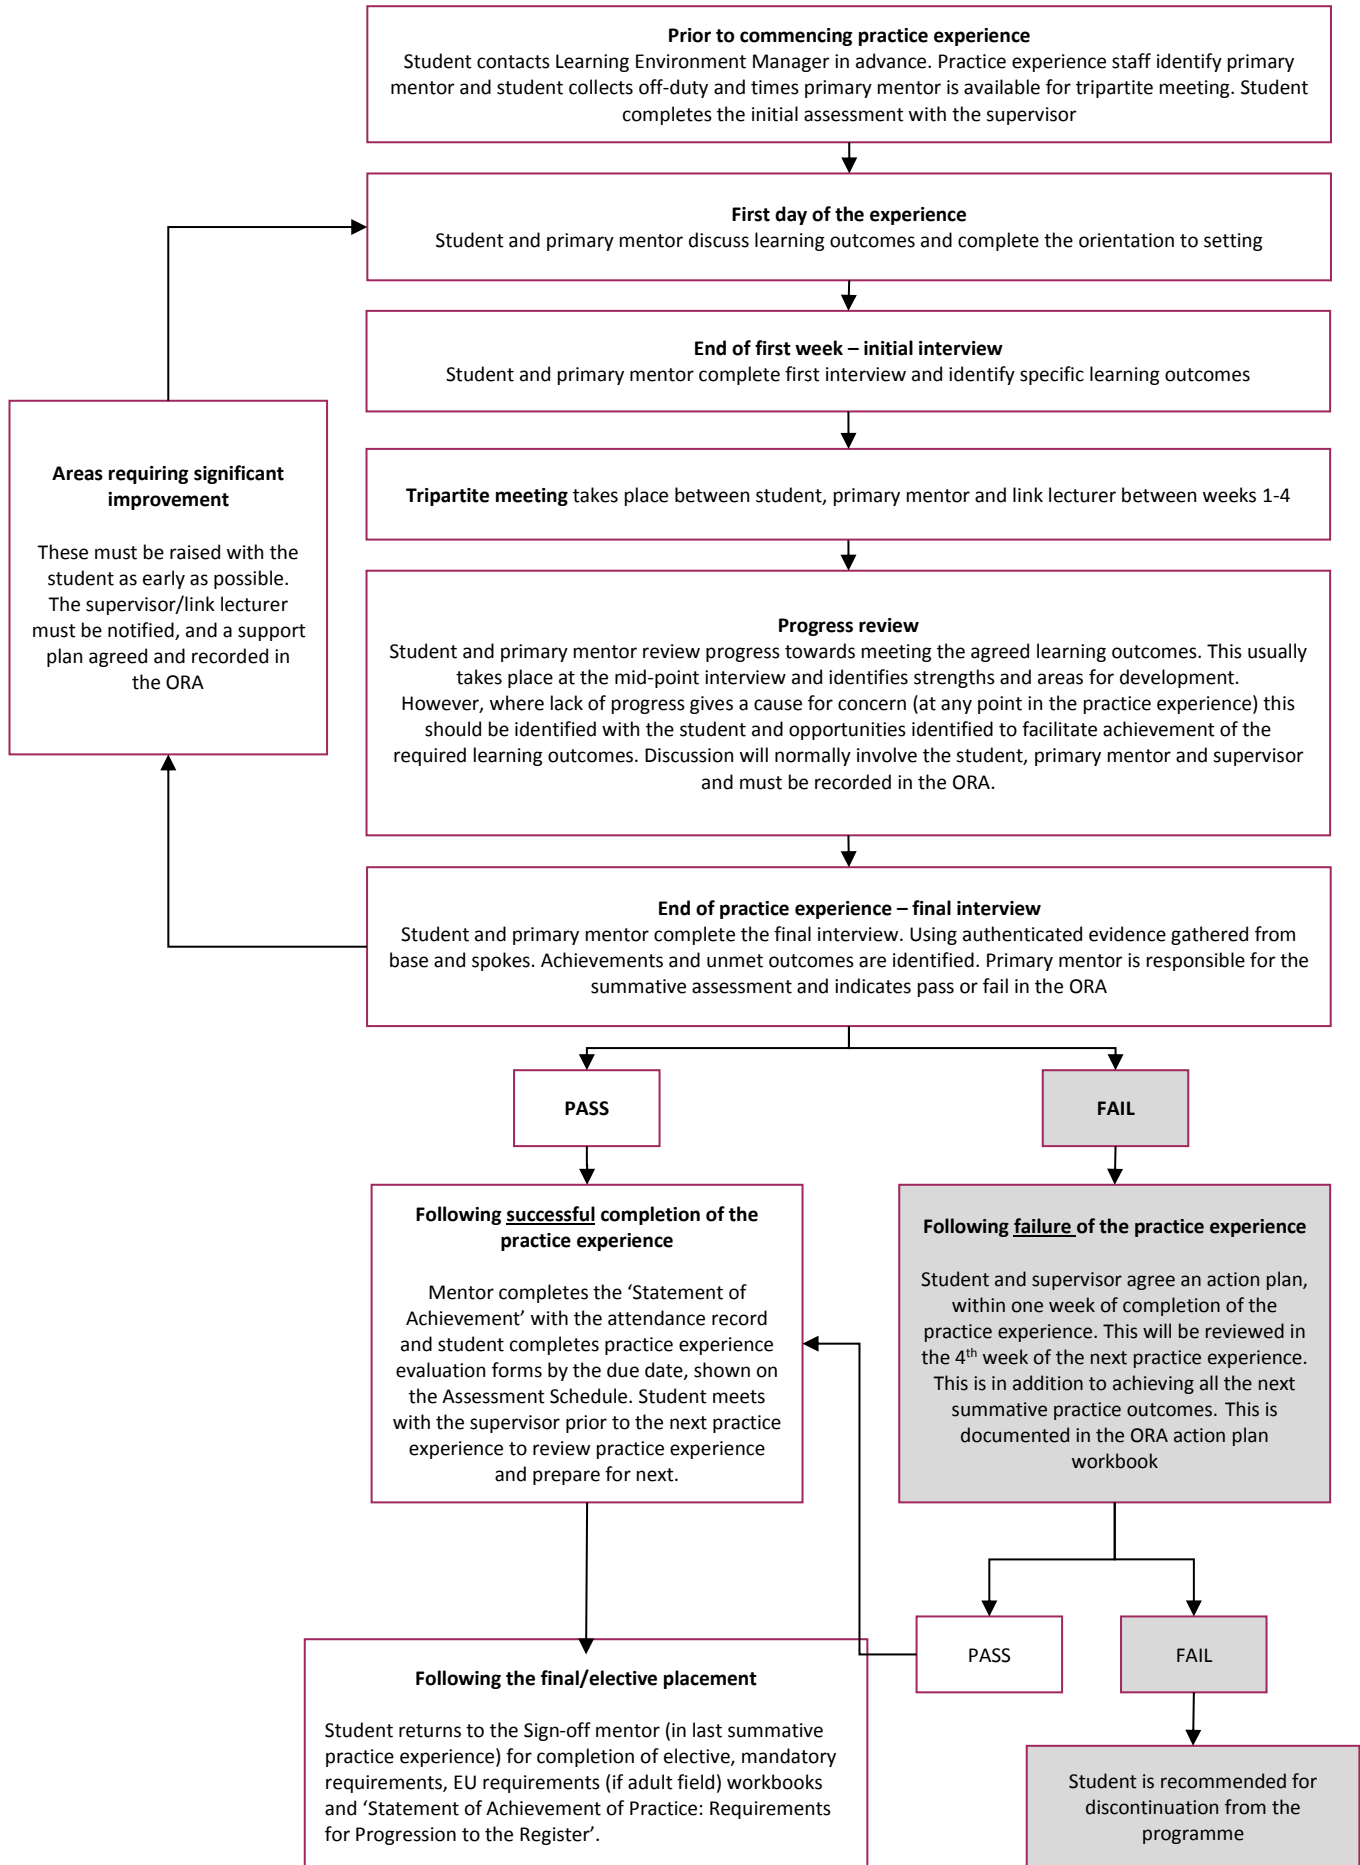 Prior to commencing practice experience
Student contacts Learning Environment Manager in advance. Practice experience staff identify primary
mentor and student collects off-duty and times primary mentor is available for tripartite meeting. Student
completes the initial assessment with the supervisor
First day of the experience
Student and primary mentor discuss learning outcomes and complete the orientation to setting
End of first week – initial interview
Student and primary mentor complete first interview and identify specific learning outcomes
Areas requiring significant
improvement
These must be raised with the
student as early as possible.
The supervisor/link lecturer
must be notified, and a support
plan agreed and recorded in
the ORA
Tripartite meeting takes place between student, primary mentor and link lecturer between weeks 1-4
Progress review
Student and primary mentor review progress towards meeting the agreed learning outcomes. This usually
takes place at the mid-point interview and identifies strengths and areas for development.
However, where lack of progress gives a cause for concern (at any point in the practice experience) this
should be identified with the student and opportunities identified to facilitate achievement of the
required learning outcomes. Discussion will normally involve the student, primary mentor and supervisor
and must be recorded in the ORA.
End of practice experience – final interview
Student and primary mentor complete the final interview. Using authenticated evidence gathered from
base and spokes. Achievements and unmet outcomes are identified. Primary mentor is responsible for the
summative assessment and indicates pass or fail in the ORA
PASS
FAIL
Following successful completion of the
practice experience
Mentor completes the ‘Statement of
Achievement’ with the attendance record
and student completes practice experience
evaluation forms by the due date, shown on
the Assessment Schedule. Student meets
with the supervisor prior to the next practice
experience to review practice experience
and prepare for next.
Following failure of the practice experience
Student and supervisor agree an action plan,
within one week of completion of the
practice experience. This will be reviewed in
the 4th week of the next practice experience.
This is in addition to achieving all the next
summative practice outcomes. This is
documented in the ORA action plan
workbook
PASS
FAIL
Following the final/elective placement
Student returns to the Sign-off mentor (in last summative
practice experience) for completion of elective, mandatory
requirements, EU requirements (if adult field) workbooks
and ‘Statement of Achievement of Practice: Requirements
for Progression to the Register’.
Student is recommended for
discontinuation from the
programme